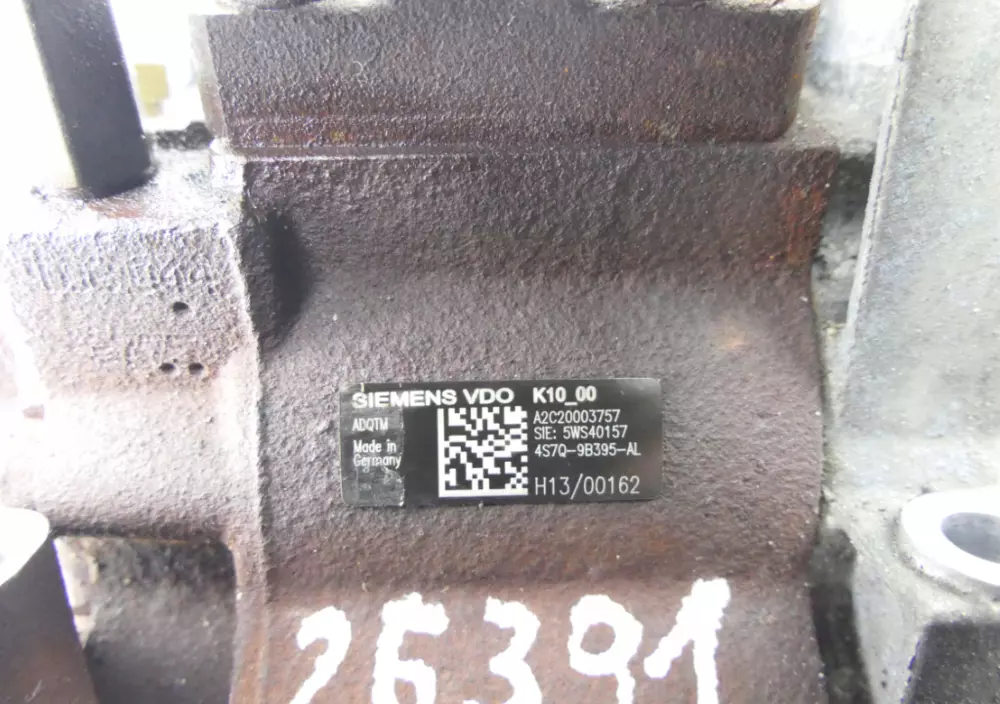 SIEMENS VDO K10_00
ADQTM
Made in
Germany
A2C20003757
SIE: 5WS40157
4S7Q-9B395-AL
H13/00162
26391